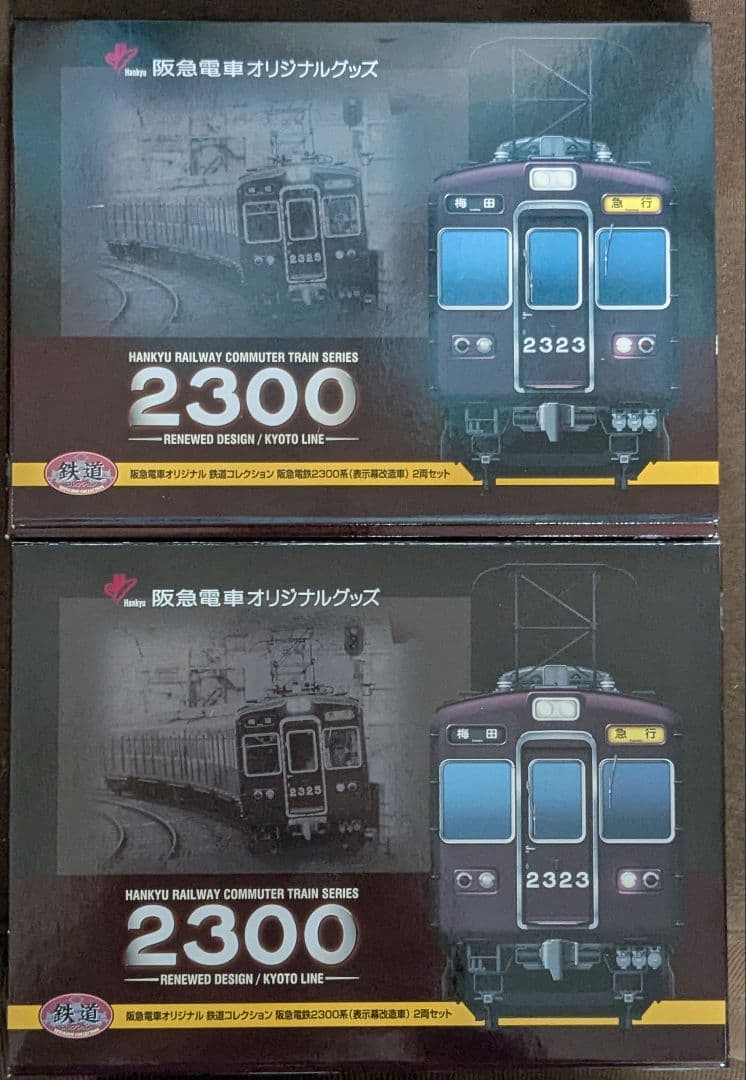 Hankyu 阪急電車オリジナルグッズ
2325
梅田 急行
2323
HANKYU RAILWAY COMMUTER TRAIN SERIES
2300
RENEWED DESIGN / KYOTO LINE
鉄道
阪急電車オリジナル 鉄道コレクション 阪急電鉄2300系(表示幕改造車) 2両セット
Hankyu 阪急電車オリジナルグッズ
2325
梅田 急行
2323
HANKYU RAILWAY COMMUTER TRAIN SERIES
2300
RENEWED DESIGN / KYOTO LINE
鉄道
阪急電車オリジナル 鉄道コレクション 阪急電鉄2300系(表示幕改造車) 2両セット